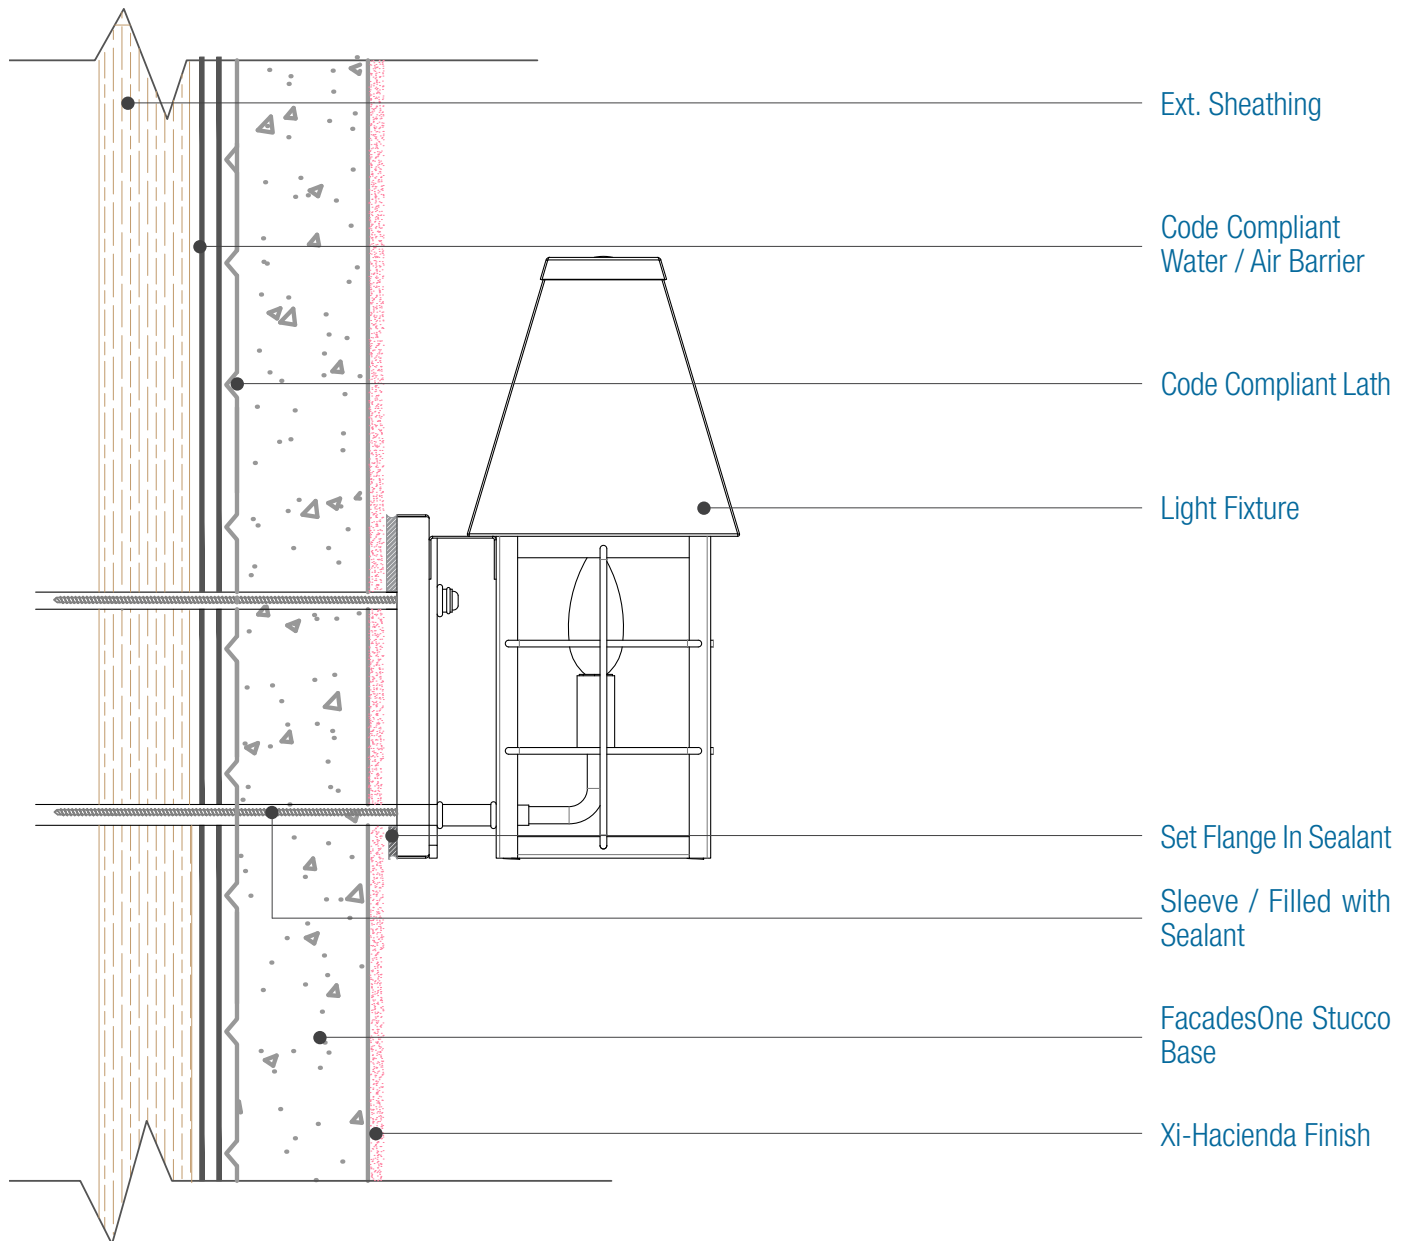 Ext. Sheathing
Code Compliant
Water / Air Barrier
Code Compliant Lath
Light Fixture
Set Flange In Sealant
Sleeve / Filled with
Sealant
FacadesOne Stucco
Base
Xi-Hacienda Finish